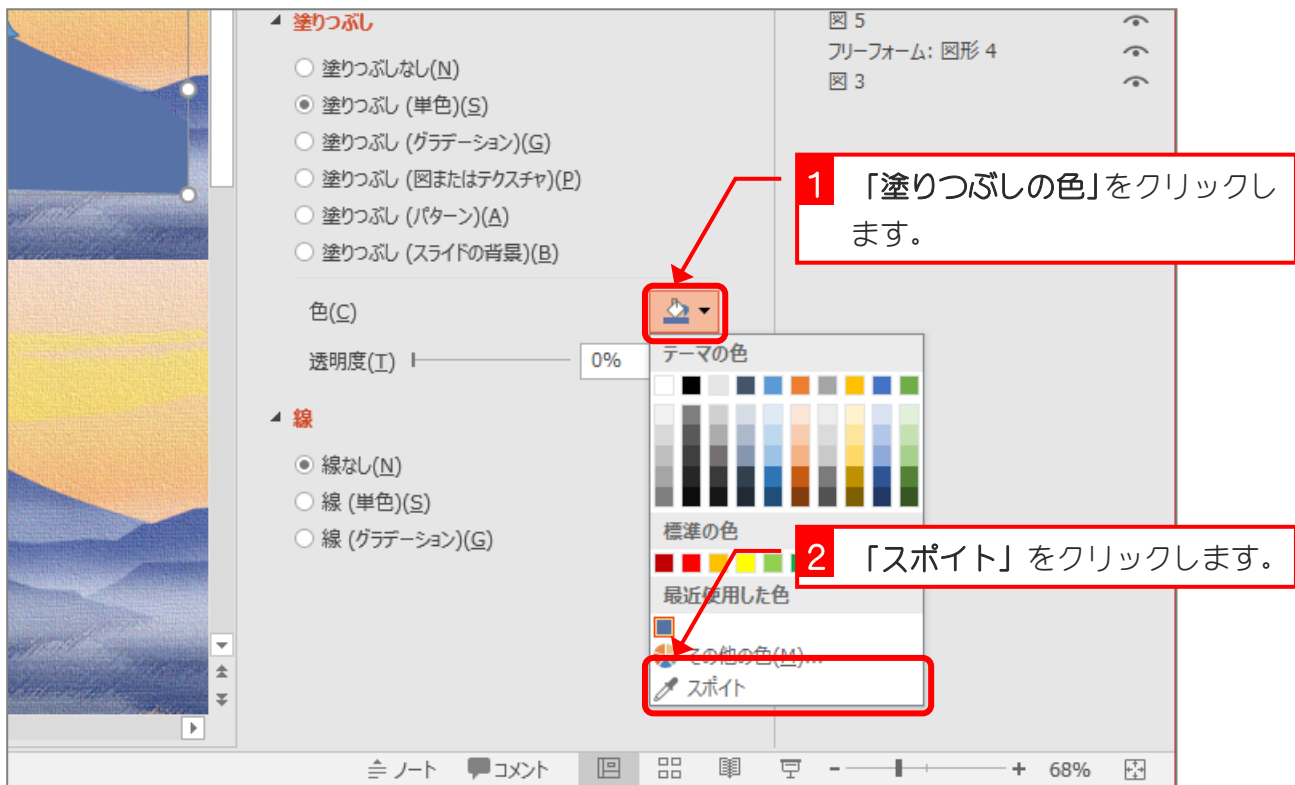 塗りつぶし
塗りつぶしなし(N)
塗りつぶし (単色)(S)
塗りつぶし (グラデーション)(G)
塗りつぶし (図またはテクスチャ)(P)
塗りつぶし (パターン)(A)
塗りつぶし (スライドの背景)(B)
色(C)
透明度(T)
0%
線
線なし(N)
線 (単色)(S)
線 (グラデーション)(G)
図 5
フリーフォーム: 図形 4
図 3
1 「塗りつぶしの色」をクリックし
ます。
テーマの色
標準の色
2 「スポイト」をクリックします。
最近使用した色
その他の色(M)...
スポイト
ノート
コメント
68%